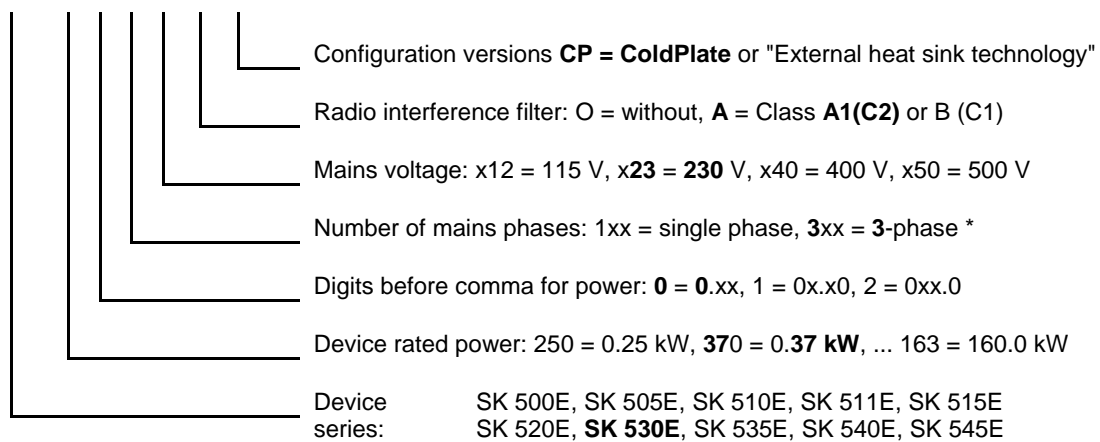 Configuration versions CP = ColdPlate or "External heat sink technology"
Radio interference filter: O = without, A = Class A1(C2) or B (C1)
Mains voltage: x12 = 115 V, x23 = 230 V, x40 = 400 V, x50 = 500 V
Number of mains phases: 1xx = single phase, 3xx = 3-phase *
Digits before comma for power: 0 = 0.xx, 1 = 0x.x0, 2 = 0xx.0
Device rated power: 250 = 0.25 kW, 370 = 0.37 kW, ... 163 = 160.0 kW
Device SK 500E, SK 505E, SK 510E, SK 511E, SK 515E
series: SK 520E, SK 530E, SK 535E, SK 540E, SK 545E